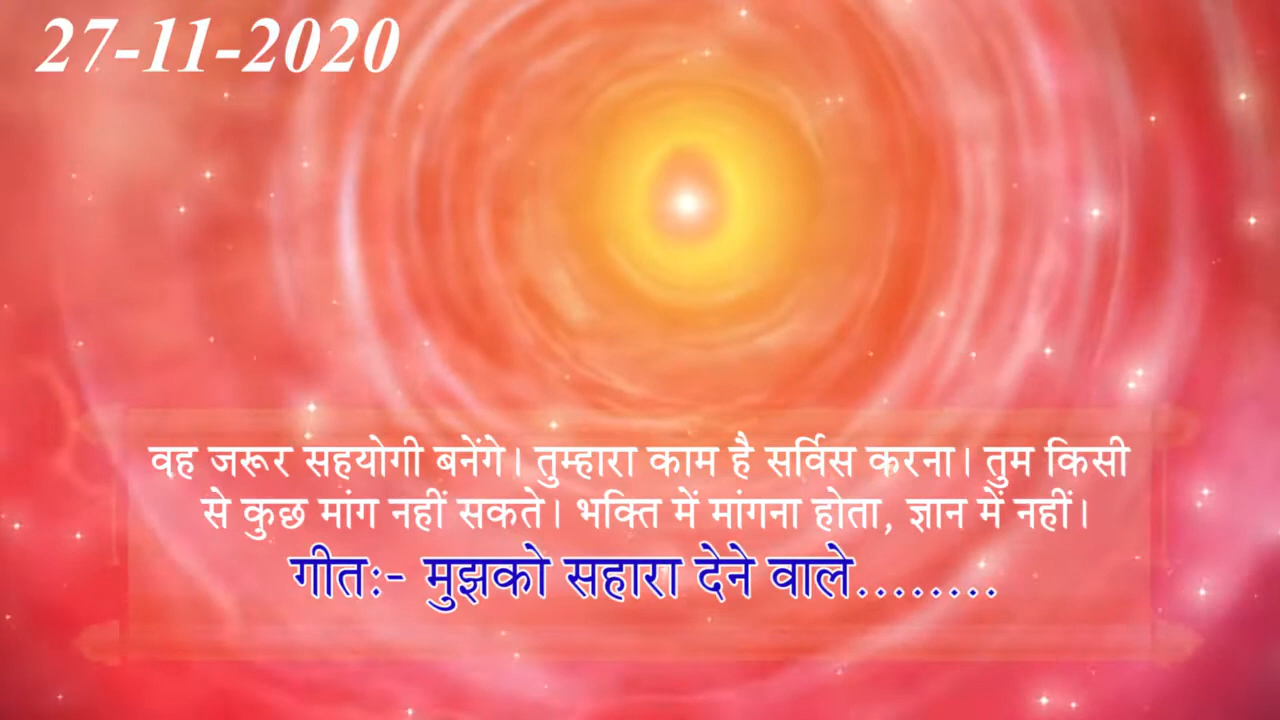 27-11-2020
वह जरूर सहयोगी बनेंगे। तुम्हारा काम है सर्विस करना। तुम किसी
से कुछ मांग नहीं सकते। भक्ति में मांगना होता, ज्ञान में नहीं।
गीतः- मुझको सहारा देने वाले........